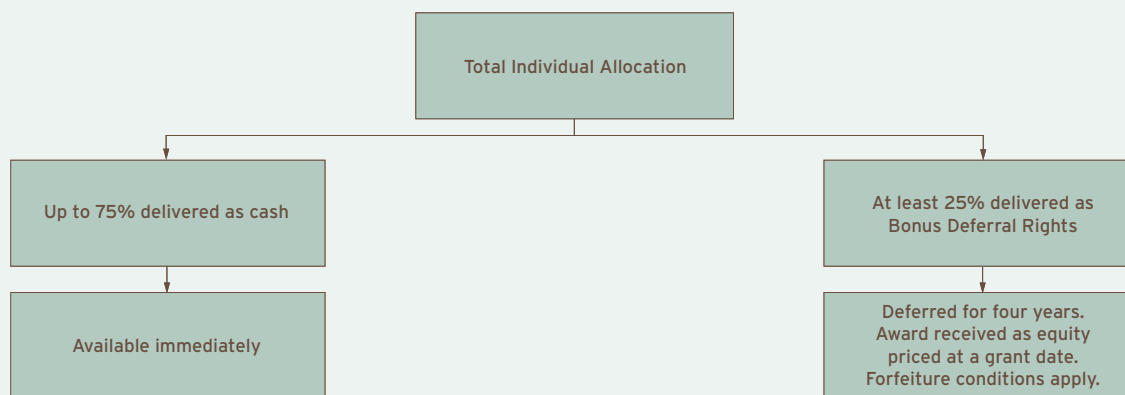 Total Individual Allocation
Up to 75% delivered as cash
At least 25% delivered as
Bonus Deferral Rights
Available immediately
Deferred for four years.
Award received as equity
priced at a grant date.
Forfeiture conditions apply.